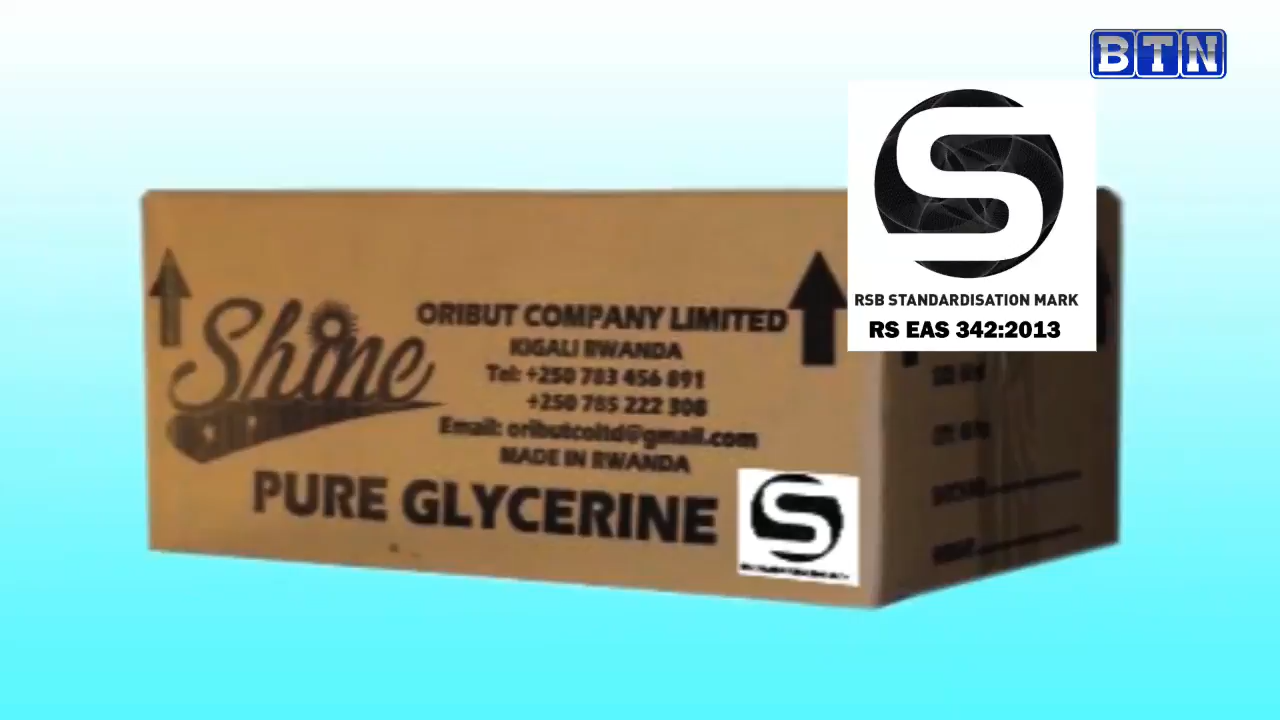 BTN
S
RSB STANDARDISATION MARK
RS EAS 342:2013
Shine
ORIBUT COMPANY LIMITED
KIGALI RWANDA
Tel: +250 783 456 891
+250 785 222 308
Email: oributcoltd@gmail.com
MADE IN RWANDA
PURE GLYCERINE
S